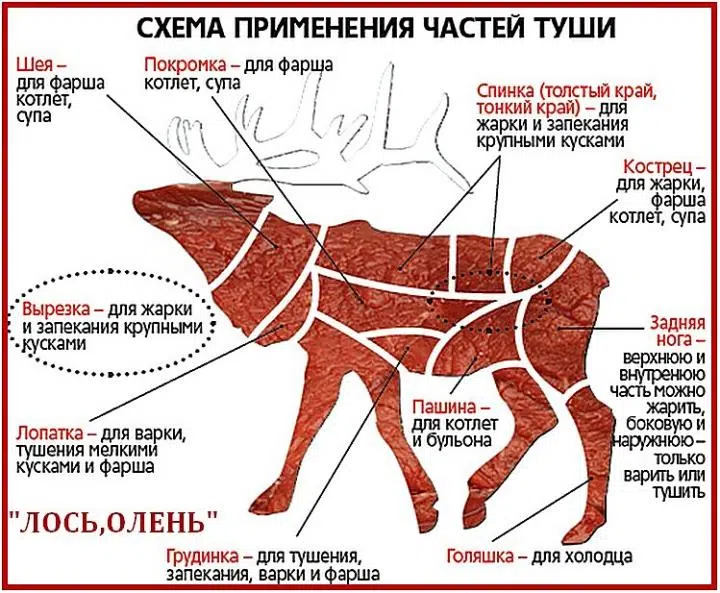 СХЕМА ПРИМЕНЕНИЯ ЧАСТЕЙ ТУШИ
Шея –
для фарша
котлет,
супа
Покромка – для фарша
котлет, супа
Спинка (толстый край,
тонкий край) – для
жарки и запекания
крупными кусками
Кострец –
для жарки,
фарша
котлет, супа
Вырезка – для жарки
и запекания крупными
кусками
Задняя
нога –
верхнюю и
внутренюю
часть можно
жарить,
боковую и
наружнюю –
только
варить или
тушить
Пашина –
для котлет
и бульона
Лопатка – для варки,
тушения мелкими
кусками и фарша
"ЛОСЬ,ОЛЕНЬ"
Грудинка – для тушения,
запекания, варки и фарша
Голяшка – для холодца